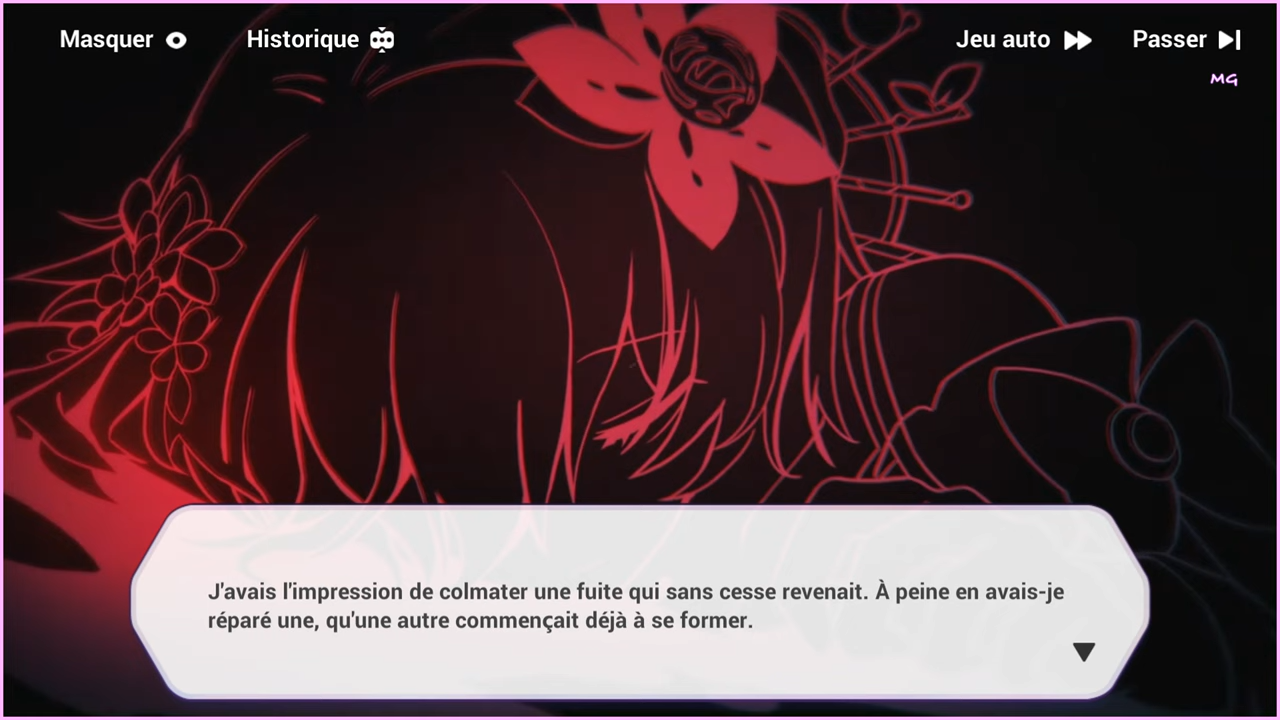 Masquer
Historique
Jeu auto
Passer
MG
J'avais l'impression de colmater une fuite qui sans cesse revenait. À peine en avais-je
réparé une, qu'une autre commençait déjà à se former.